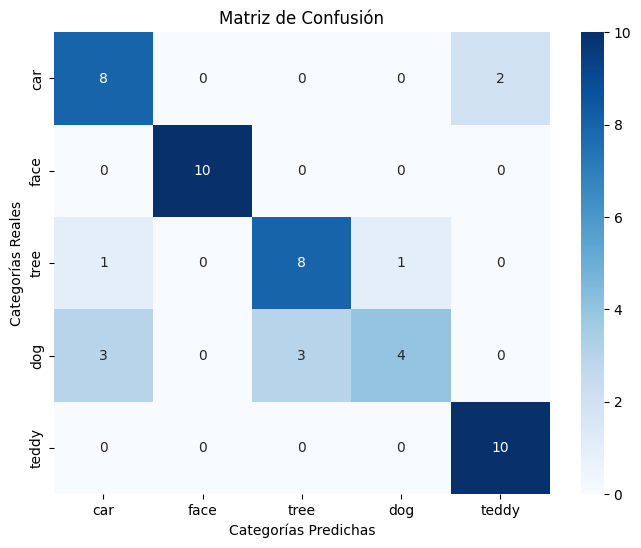 Matriz de Confusión
Categorías Reales
car 8 0 0 0 2
face 0 10 0 0 0
tree 1 0 8 1 0
dog 3 0 3 4 0
teddy 0 0 0 0 10
car face tree dog teddy
Categorías Predichas
10
8
6
4
2
0